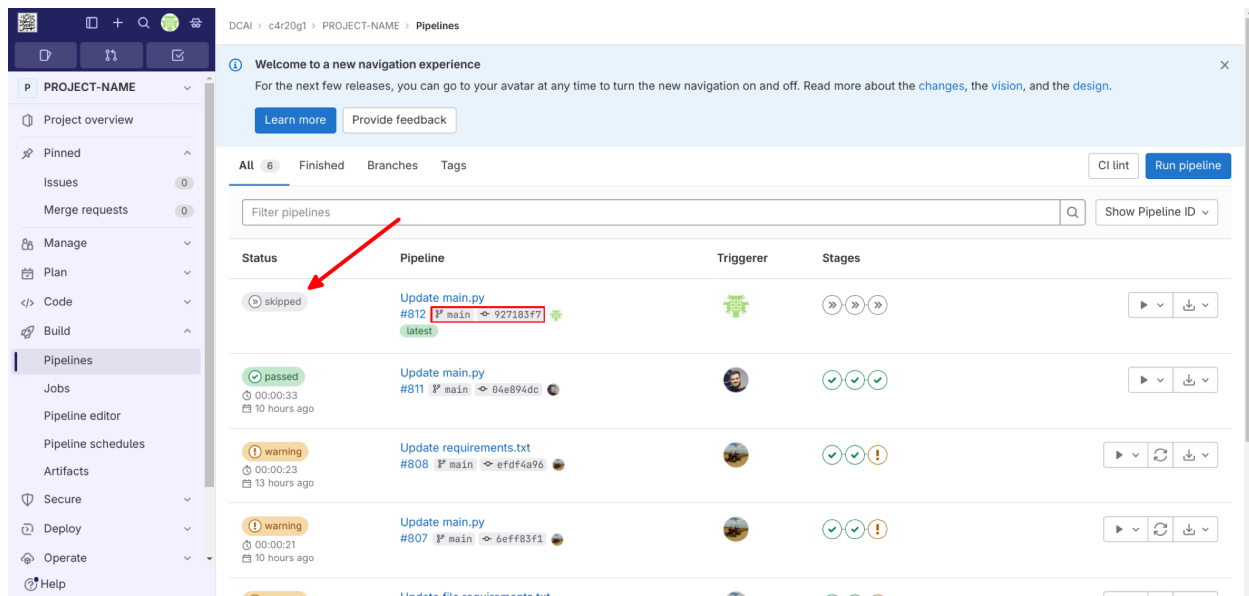 DCAI › c4r20g1 › PROJECT-NAME › Pipelines
P PROJECT-NAME
Project overview
Pinned
Issues 0
Merge requests 0
Manage
Plan
Code
Build
Pipelines
Jobs
Pipeline editor
Pipeline schedules
Artifacts
Secure
Deploy
Operate
Help
Welcome to a new navigation experience
For the next few releases, you can go to your avatar at any time to turn the new navigation on and off. Read more about the changes, the vision, and the design.
Learn more Provide feedback
All 6 Finished Branches Tags CI lint Run pipeline
Filter pipelines Show Pipeline ID
Status Pipeline Triggerer Stages
skipped
Update main.py
#812 main 927183f7
latest
passed
00:00:33
10 hours ago
Update main.py
#811 main 04e894dc
warning
00:00:23
13 hours ago
Update requirements.txt
#808 main efdf4a96
warning
00:00:21
10 hours ago
Update main.py
#807 main 6eff83f1
Update file requirements.txt